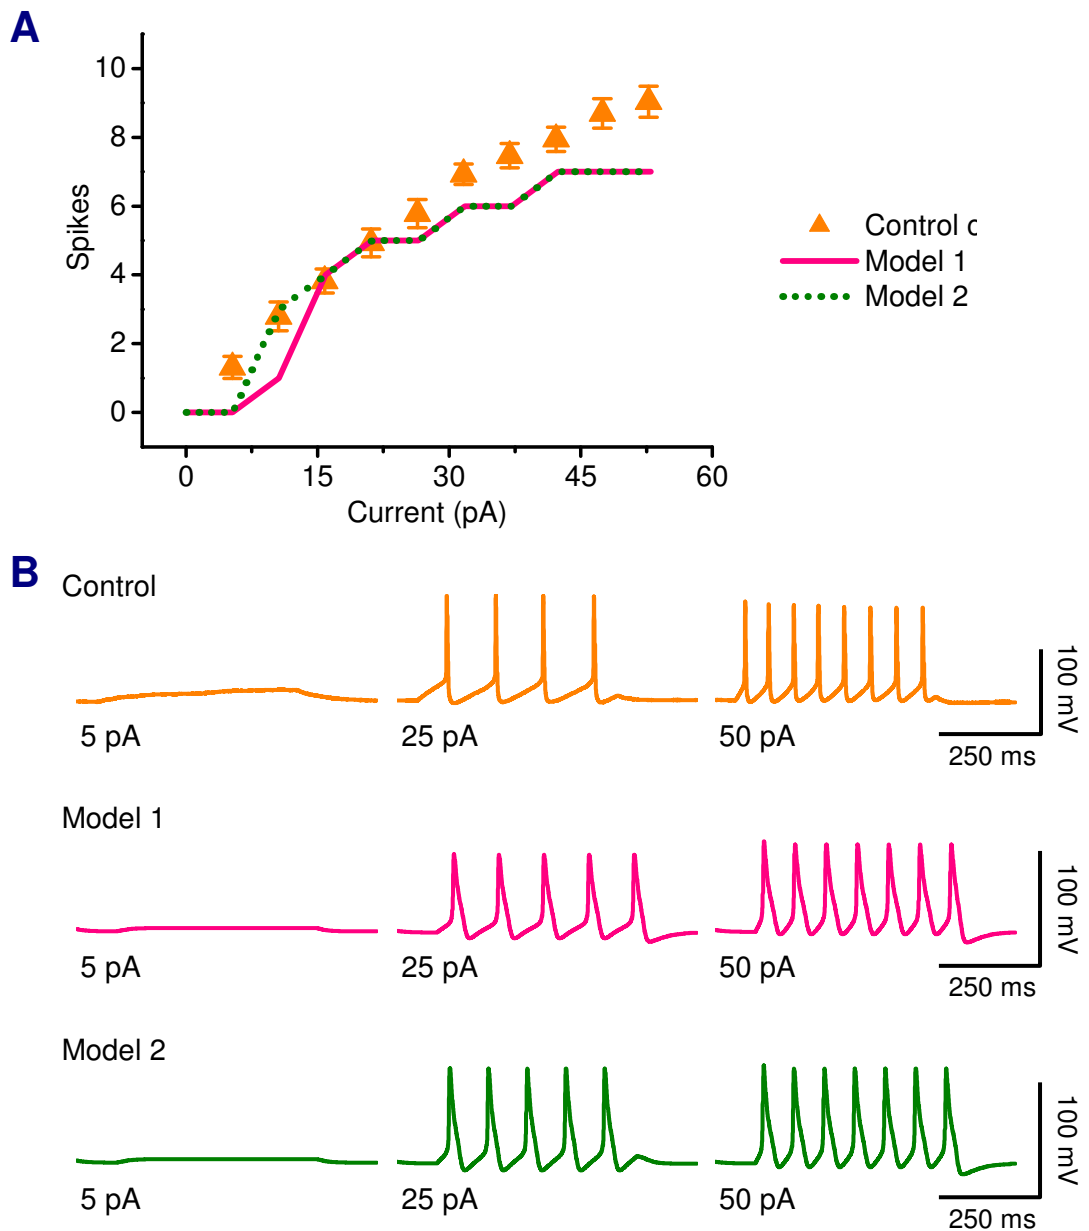 A
10
8
6
4
2
0
Spikes
0 15 30 45 60
Current (pA)
Control c
Model 1
Model 2
B
Control
5 pA 25 pA 50 pA
100 mV
250 ms
Model 1
5 pA 25 pA 50 pA
100 mV
250 ms
Model 2
5 pA 25 pA 50 pA
100 mV
250 ms